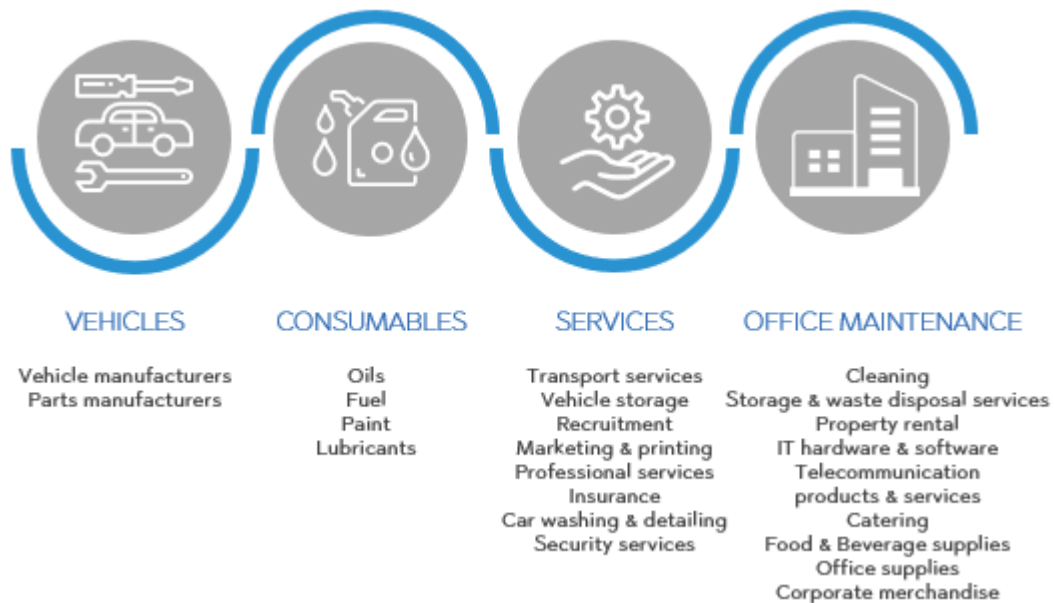 VEHICLES
Vehicle manufacturers
Parts manufacturers
CONSUMABLES
Oils
Fuel
Paint
Lubricants
SERVICES
Transport services
Vehicle storage
Recruitment
Marketing & printing
Professional services
Insurance
Car washing & detailing
Security services
OFFICE MAINTENANCE
Cleaning
Storage & waste disposal services
Property rental
IT hardware & software
Telecommunication
products & services
Catering
Food & Beverage supplies
Office supplies
Corporate merchandise